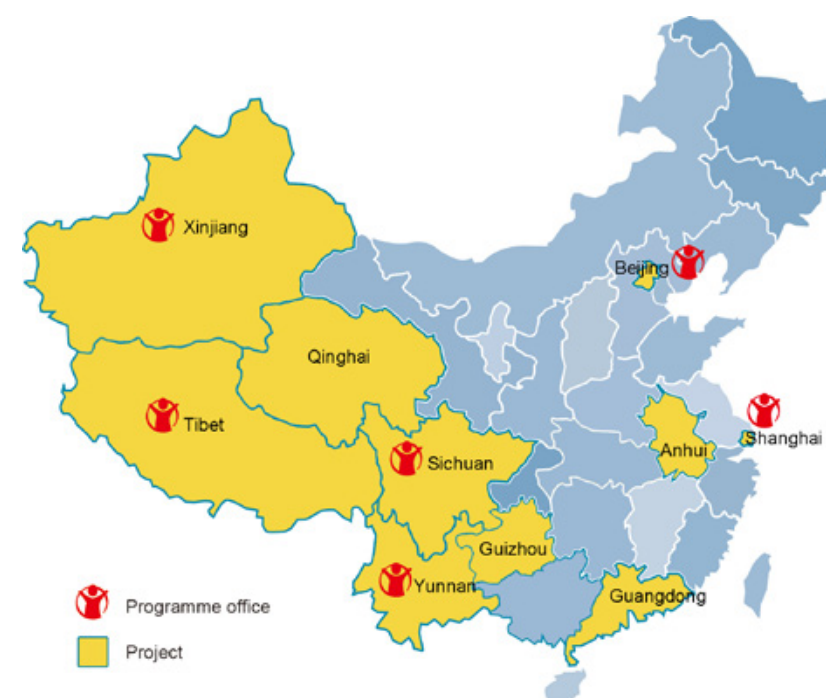 Xinjiang
Beijing
Qinghai
Tibet
Shanghai
Anhui
Sichuan
Guizhou
Yunnan
Guangdong
Programme office
Project